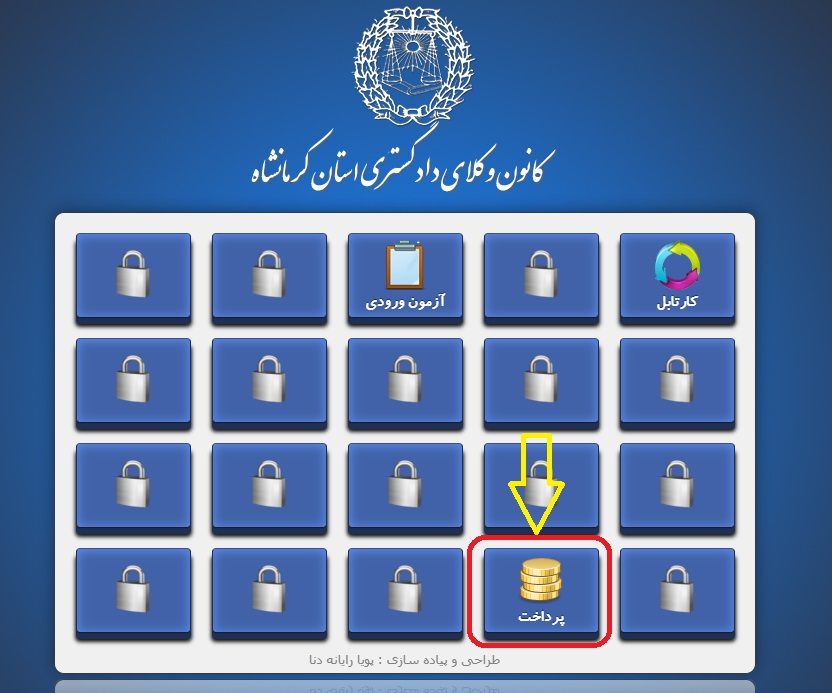 کانون وکلای دادگستری استان کرمانشاه
کارتابل
آزمون ورودی
پرداخت
طراحی و پیاده سازی : پویا رایانه دنا